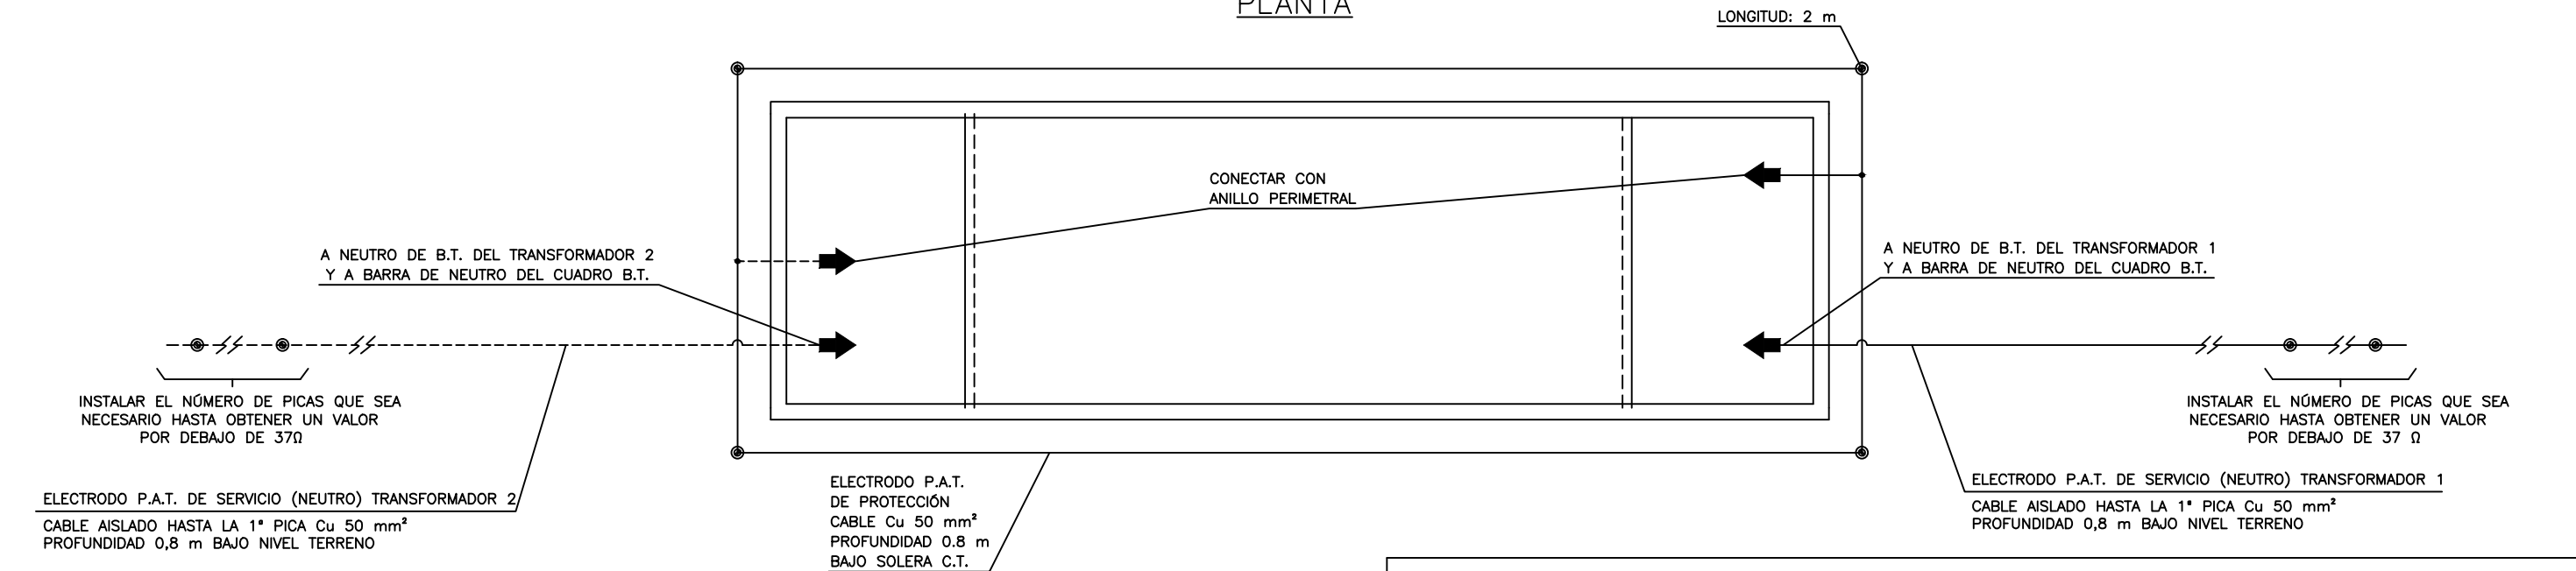 PLANTA
LONGITUD: 2 m
CONECTAR CON
ANILLO PERIMETRAL
A NEUTRO DE B.T. DEL TRANSFORMADOR 2
Y A BARRA DE NEUTRO DEL CUADRO B.T.
A NEUTRO DE B.T. DEL TRANSFORMADOR 1
Y A BARRA DE NEUTRO DEL CUADRO B.T.
INSTALAR EL NÚMERO DE PICAS QUE SEA
NECESARIO HASTA OBTENER UN VALOR
POR DEBAJO DE 37Ω
INSTALAR EL NÚMERO DE PICAS QUE SEA
NECESARIO HASTA OBTENER UN VALOR
POR DEBAJO DE 37 Ω
ELECTRODO P.A.T. DE SERVICIO (NEUTRO) TRANSFORMADOR 2
CABLE AISLADO HASTA LA 1ª PICA Cu 50 mm²
PROFUNDIDAD 0,8 m BAJO NIVEL TERRENO
ELECTRODO P.A.T.
DE PROTECCIÓN
CABLE Cu 50 mm²
PROFUNDIDAD 0.8 m
BAJO SOLERA C.T.
ELECTRODO P.A.T. DE SERVICIO (NEUTRO) TRANSFORMADOR 1
CABLE AISLADO HASTA LA 1ª PICA Cu 50 mm²
PROFUNDIDAD 0,8 m BAJO NIVEL TERRENO